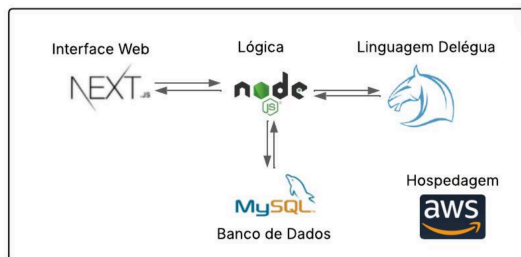 Interface Web
Lógica
Linguagem Delégua
NEXT.JS
node
JS
MySQL
Banco de Dados
Hospedagem
aws